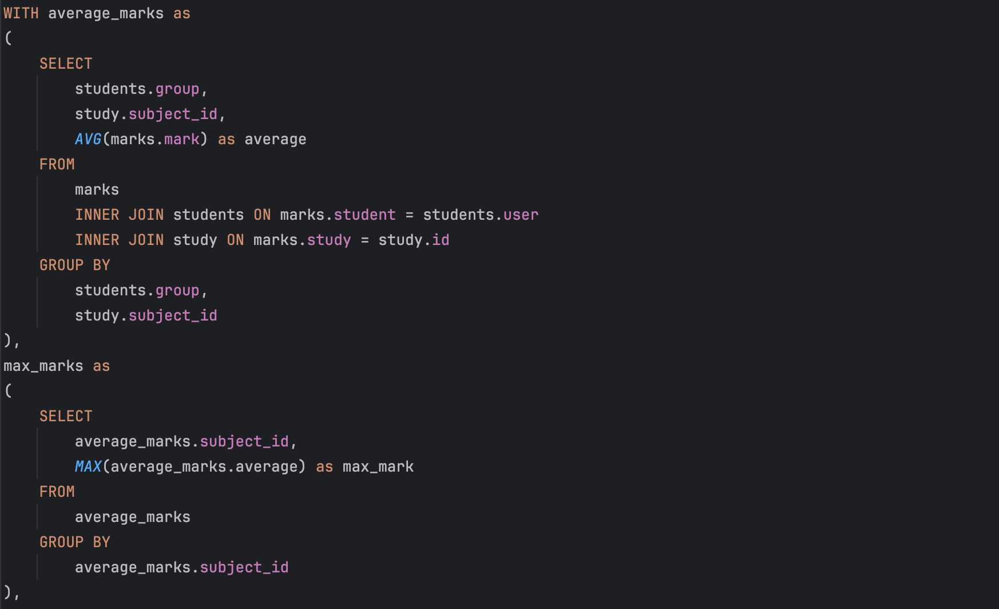 WITH average_marks as
(
    SELECT
        students.group,
        study.subject_id,
        AVG(marks.mark) as average
    FROM
        marks
        INNER JOIN students ON marks.student = students.user
        INNER JOIN study ON marks.study = study.id
    GROUP BY
        students.group,
        study.subject_id
),
max_marks as
(
    SELECT
        average_marks.subject_id,
        MAX(average_marks.average) as max_mark
    FROM
        average_marks
    GROUP BY
        average_marks.subject_id
),